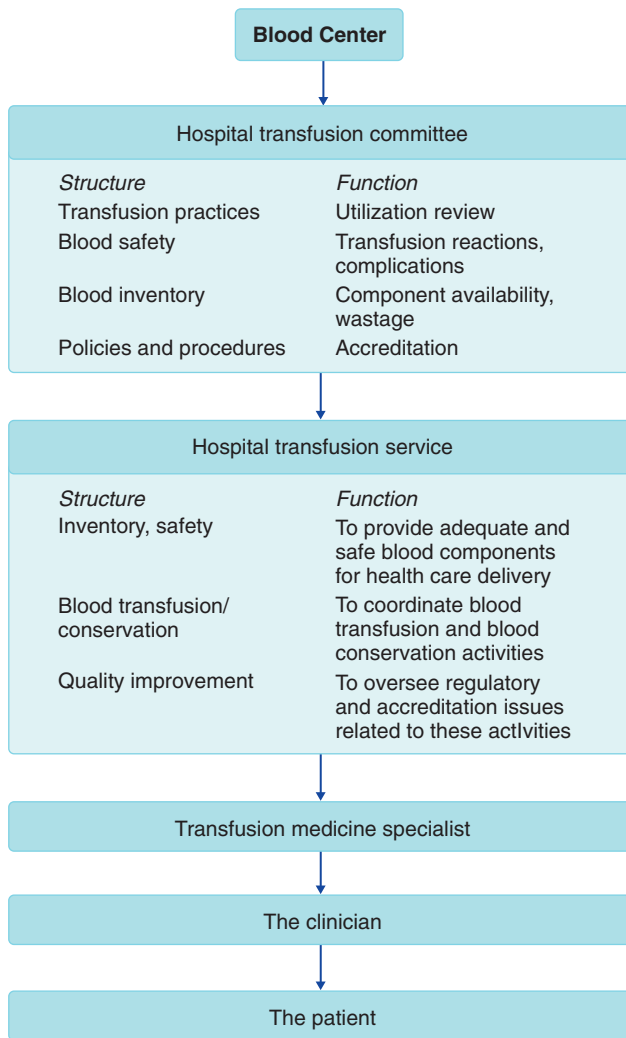 Blood Center
Hospital transfusion committee
Structure Function
Transfusion practices Utilization review
Blood safety Transfusion reactions,
complications
Blood inventory Component availability,
wastage
Policies and procedures Accreditation
Hospital transfusion service
Structure Function
Inventory, safety To provide adequate and
safe blood components
for health care delivery
Blood transfusion/ To coordinate blood
conservation transfusion and blood
conservation activities
Quality improvement To oversee regulatory
and accreditation issues
related to these actIvities
Transfusion medicine specialist
The clinician
The patient